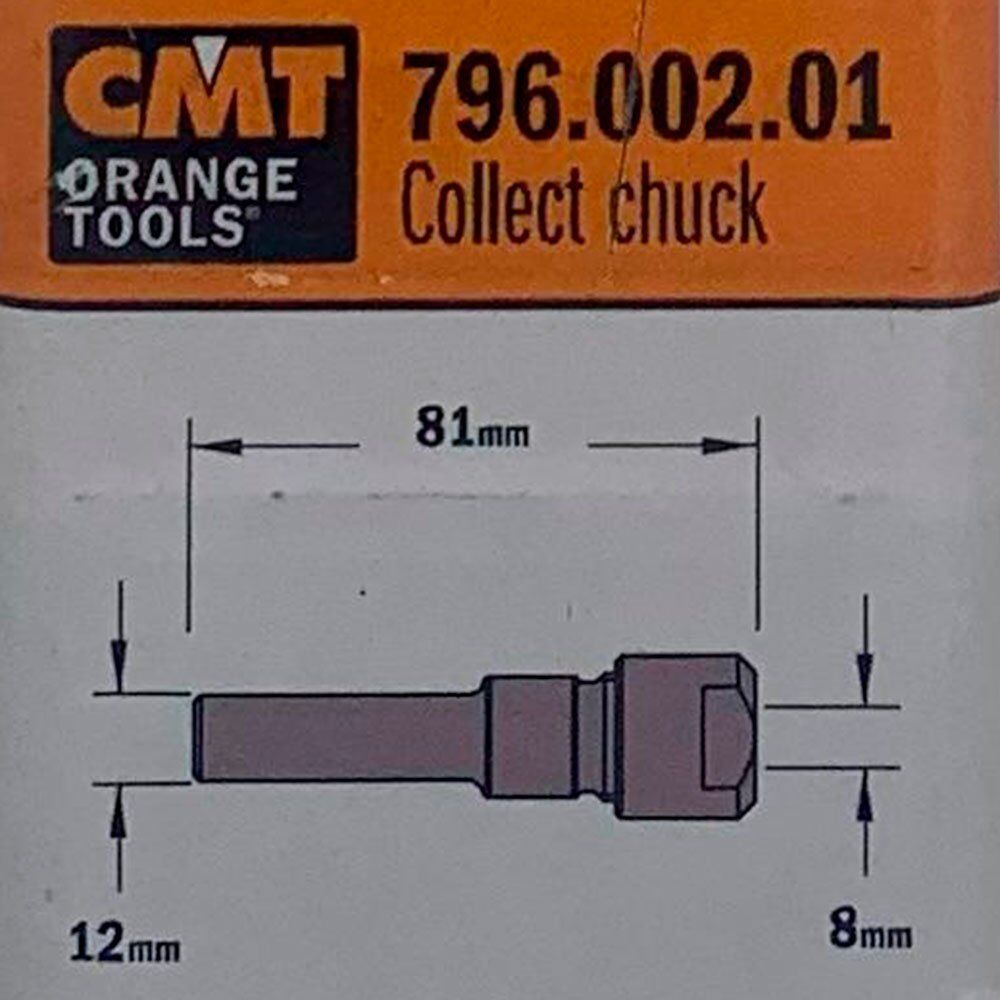 CMT
ORANGE
TOOLS®
796.002.01
Collect chuck
81mm
12mm
8mm